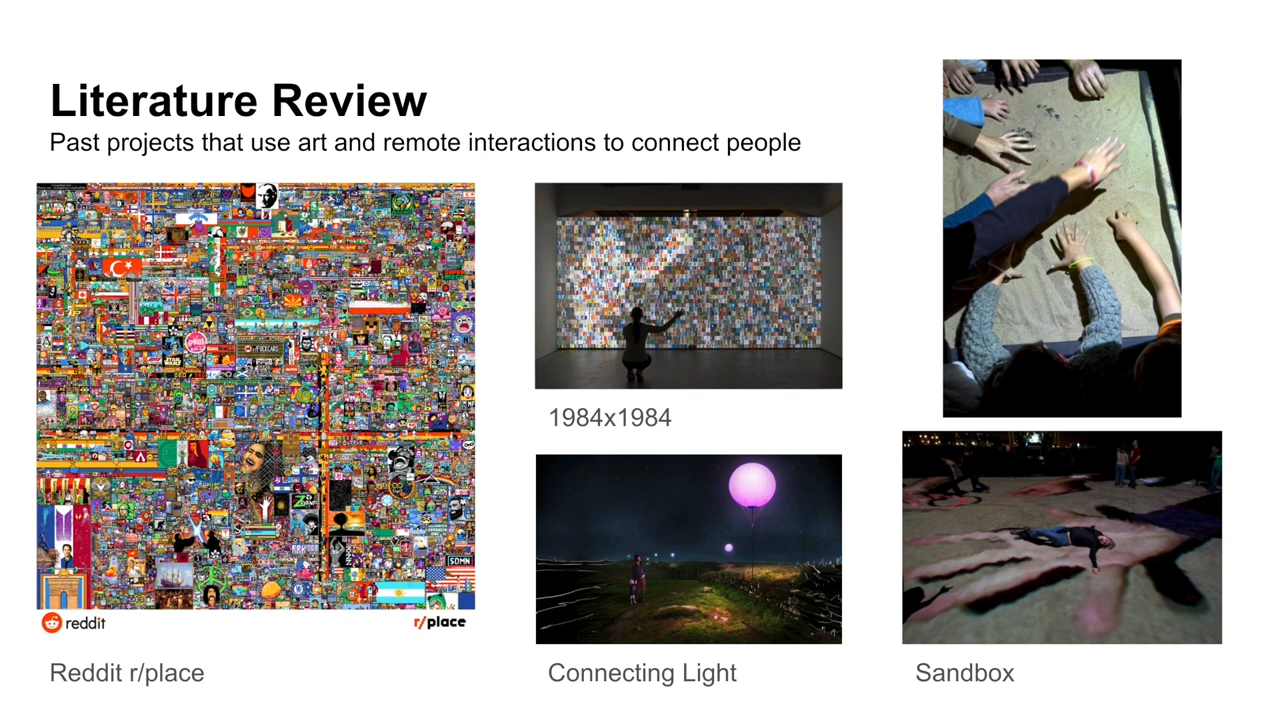 Literature Review
Past projects that use art and remote interactions to connect people
reddit
r/place
1984x1984
Reddit r/place
Connecting Light
Sandbox